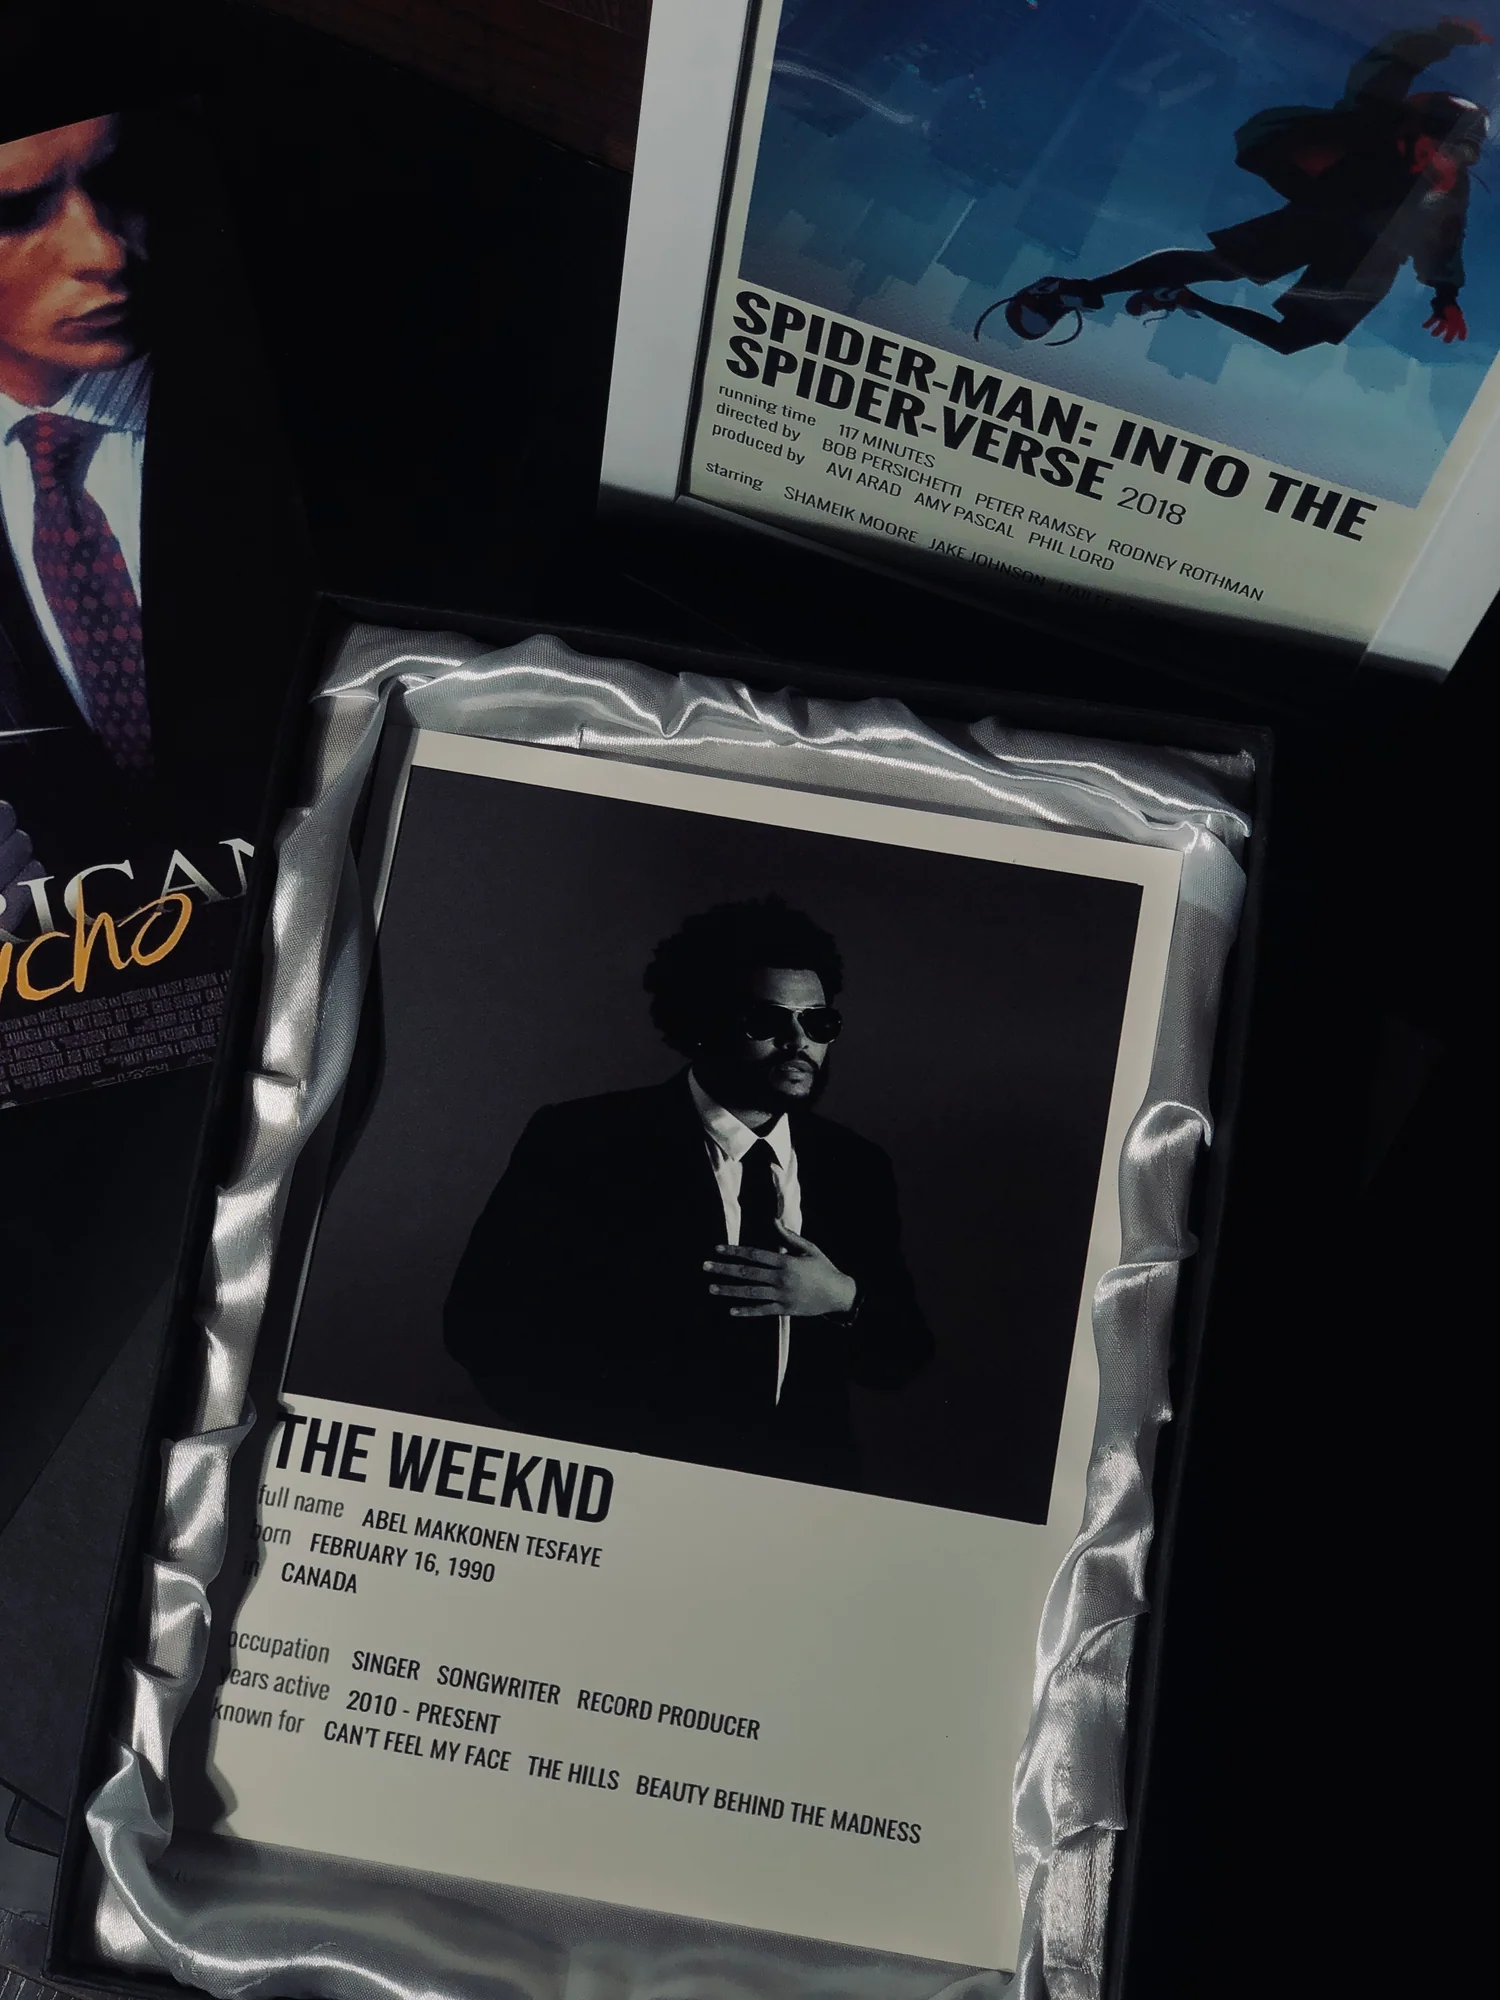 SPIDER-MAN: INTO THE
SPIDER-VERSE 2018
running time 117 MINUTES
directed by BOB PERSICHETTI PETER RAMSEY RODNEY ROTHMAN
produced by AVI ARAD AMY PASCAL PHIL LORD
starring SHAMEIK MOORE JAKE JOHNSON
RICAN
ycho
THE WEEKND
full name ABEL MAKKONEN TESFAYE
born FEBRUARY 16, 1990
in CANADA
occupation SINGER SONGWRITER RECORD PRODUCER
years active 2010 - PRESENT
known for CAN'T FEEL MY FACE THE HILLS BEAUTY BEHIND THE MADNESS